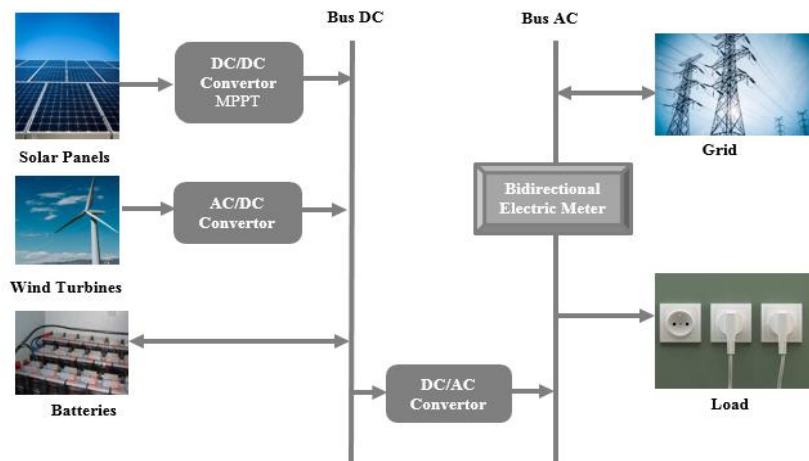 Bus DC
Bus AC
DC/DC
Convertor
MPPT
Solar Panels
Grid
AC/DC
Convertor
Bidirectional
Electric Meter
Wind Turbines
Batteries
DC/AC
Convertor
Load